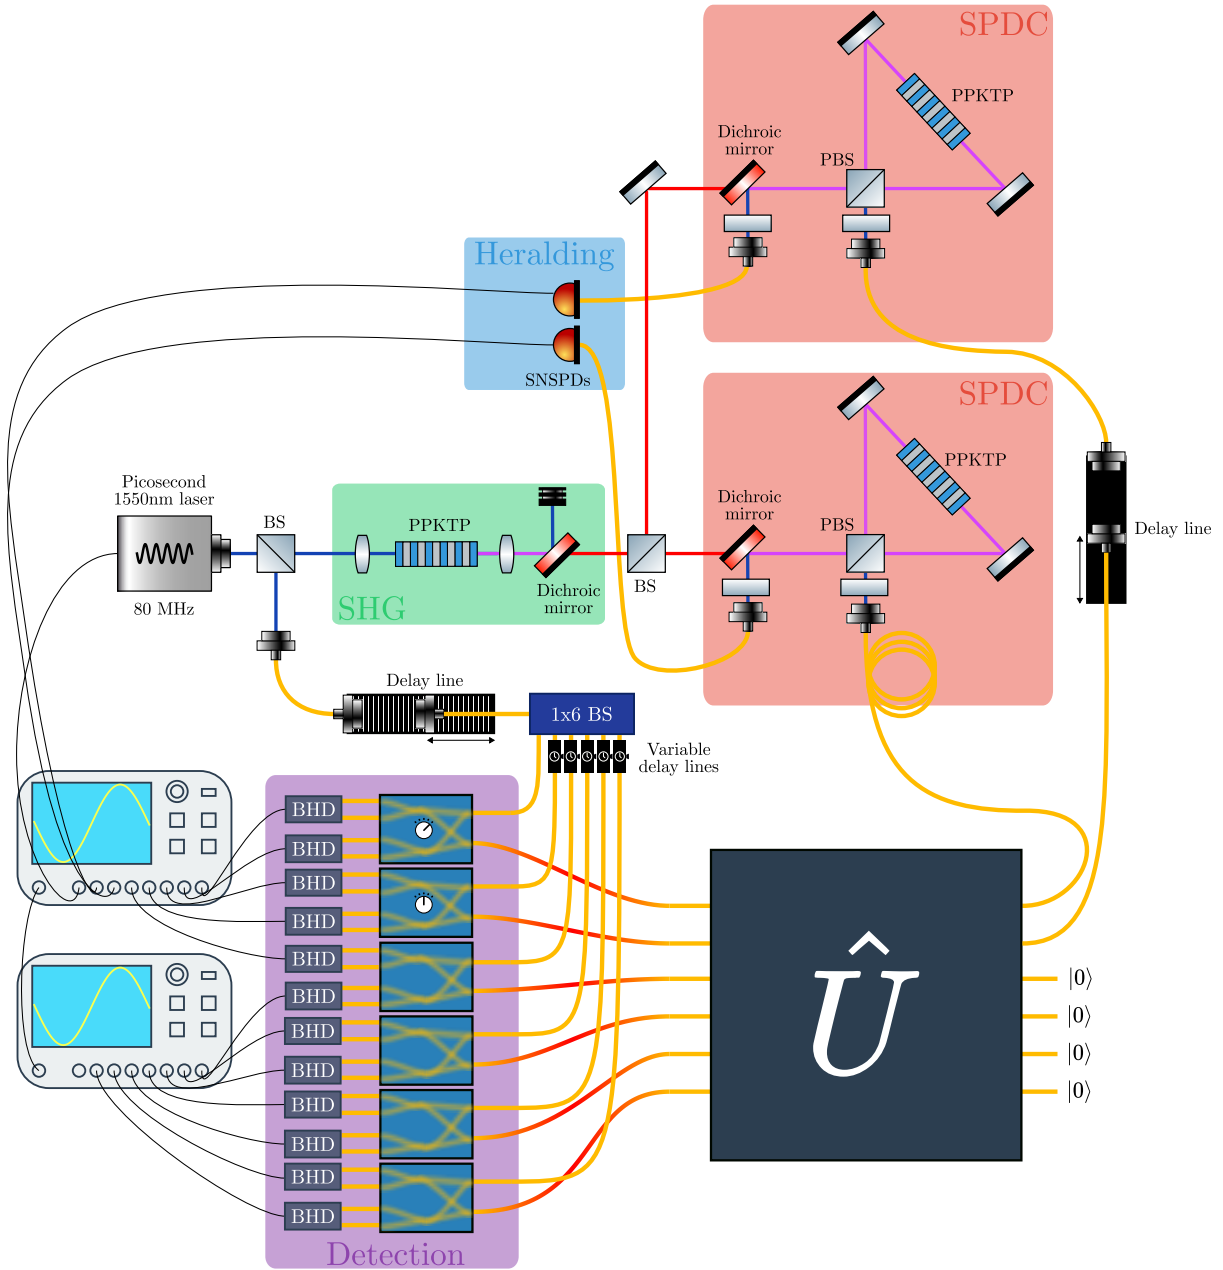 SPDC
PPKTP
Dichroic
mirror
PBS
Heralding
SNSPDs
SPDC
PPKTP
Dichroic
mirror
PBS
Delay line
Picosecond
1550nm laser
80 MHz
BS
PPKTP
Dichroic
mirror
SHG
BS
Delay line
1x6 BS
Variable
delay lines
BHD
BHD
BHD
BHD
BHD
BHD
BHD
BHD
BHD
BHD
BHD
BHD
Detection
Û
|0⟩
|0⟩
|0⟩
|0⟩